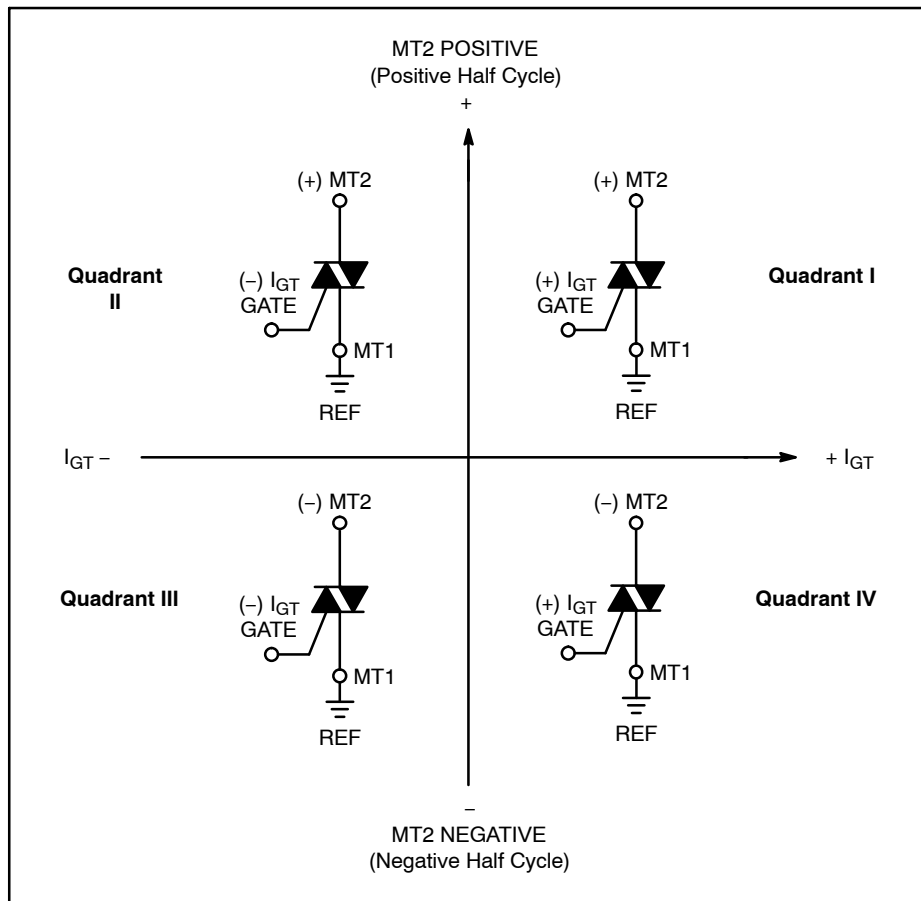 MT2 POSITIVE
(Positive Half Cycle)
+
(+) MT2
Quadrant
II
(−) IGT
GATE
MT1
REF
(+) MT2
(+) IGT
GATE
Quadrant I
MT1
REF
IGT −
+ IGT
(−) MT2
Quadrant III
(−) IGT
GATE
MT1
REF
(−) MT2
(+) IGT
GATE
Quadrant IV
MT1
REF
−
MT2 NEGATIVE
(Negative Half Cycle)